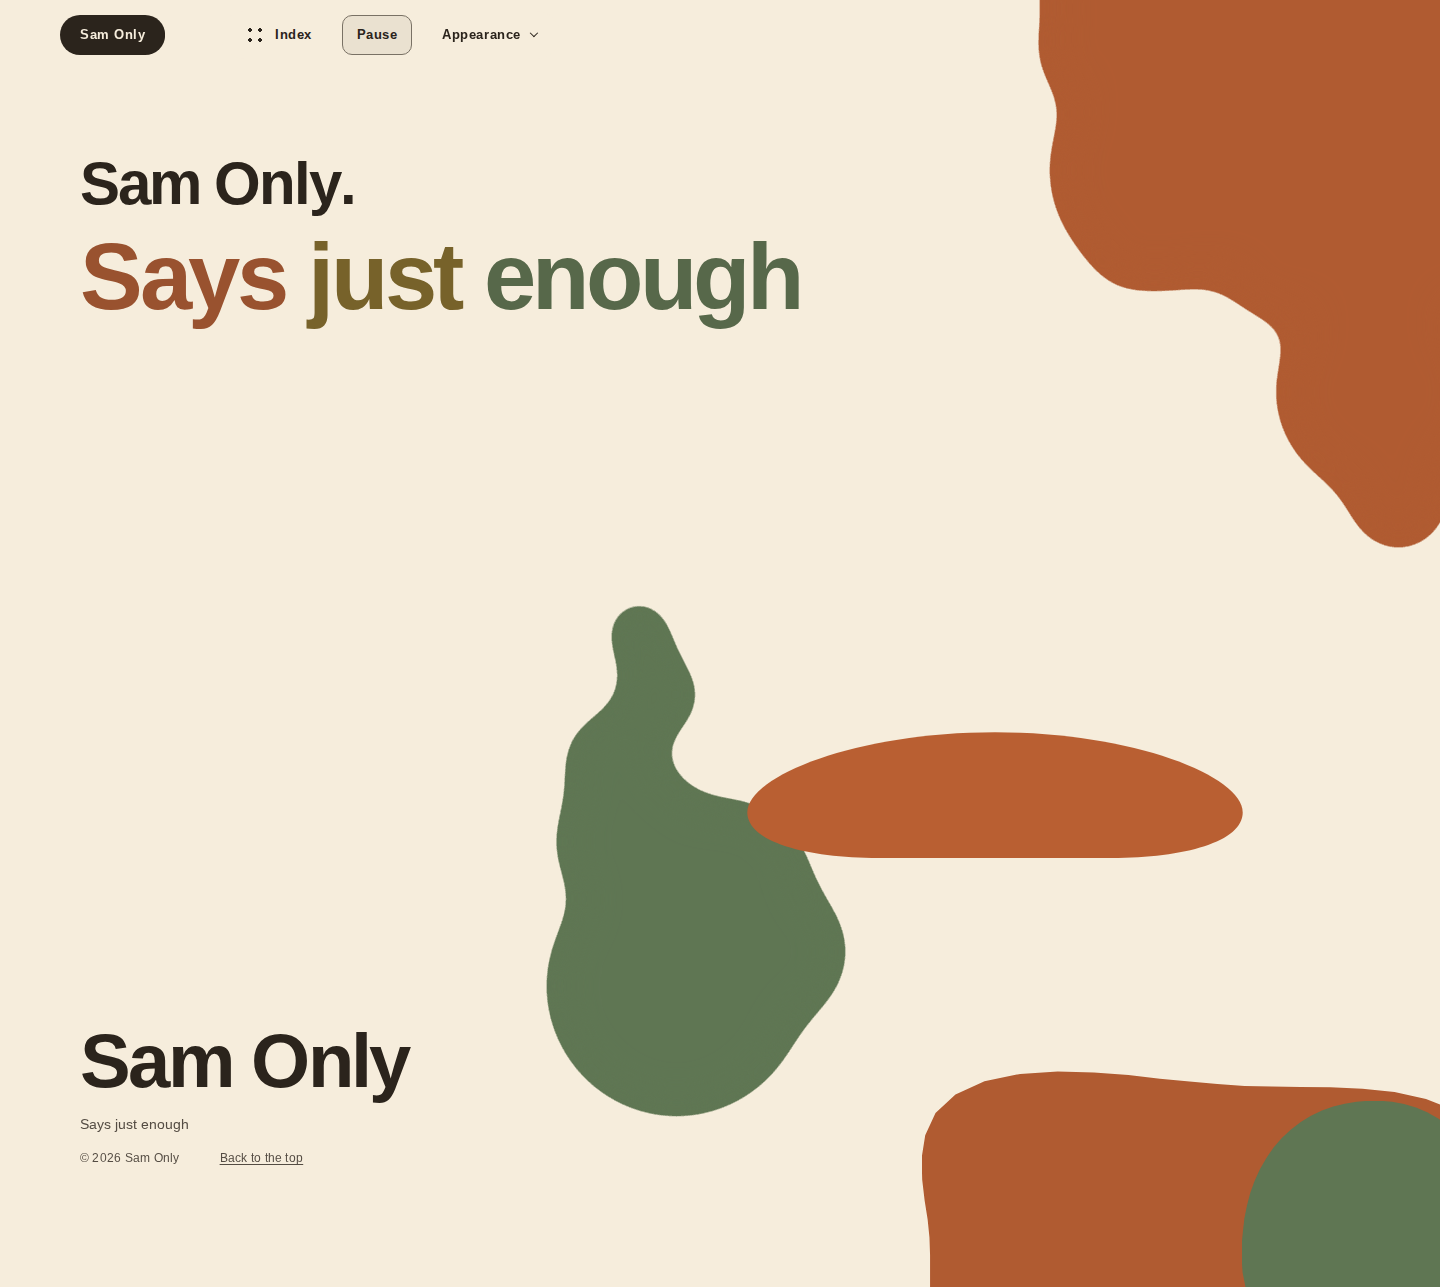 Sam Only
Index
Pause
Appearance
Sam Only.
Says just enough
Sam Only
Says just enough
© 2026 Sam Only
Back to the top